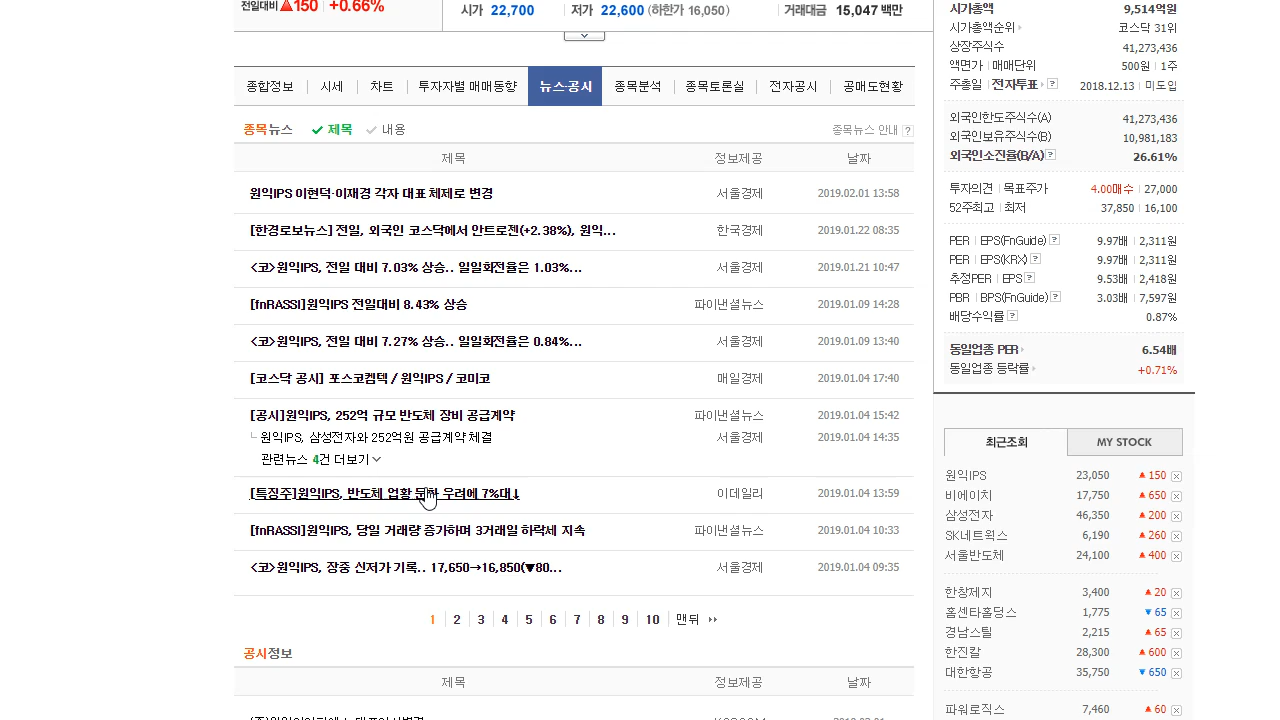 전일대비 ▲150 +0.66%
시가 22,700 저가 22,600 (하한가 16,050) 거래대금 15,047 백만
종합정보 시세 차트 투자자별 매매동향 뉴스·공시 종목분석 종목토론실 전자공시 공매도현황
종목뉴스 제목 내용 종목뉴스 안내 ?
제목 정보제공 날짜
원익IPS 이현덕·이재경 각자 대표 체제로 변경 서울경제 2019.02.01 13:58
[한경로보뉴스] 전일, 외국인 코스닥에서 안트로젠(+2.38%), 원익... 한국경제 2019.01.22 08:35
<코>원익IPS, 전일 대비 7.03% 상승.. 일일회전율은 1.03%... 서울경제 2019.01.21 10:47
[fnRASSI]원익IPS 전일대비 8.43% 상승 파이낸셜뉴스 2019.01.09 14:28
<코>원익IPS, 전일 대비 7.27% 상승.. 일일회전율은 0.84%... 서울경제 2019.01.09 13:40
[코스닥 공시] 포스코켐텍 / 원익IPS / 코미코 매일경제 2019.01.04 17:40
[공시]원익IPS, 252억 규모 반도체 장비 공급계약 파이낸셜뉴스 2019.01.04 15:42
원익IPS, 삼성전자와 252억원 공급계약 체결 서울경제 2019.01.04 14:35
관련뉴스 4건 더보기
[특징주]원익IPS, 반도체 업황 우려에 7%대↓ 이데일리 2019.01.04 13:59
[fnRASSI]원익IPS, 당일 거래량 증가하며 3거래일 하락세 지속 파이낸셜뉴스 2019.01.04 10:33
<코>원익IPS, 장중 신저가 기록.. 17,650→16,850(▼80... 서울경제 2019.01.04 09:35
1 2 3 4 5 6 7 8 9 10 맨뒤
공시정보
제목 정보제공 날짜
시가총액 9,514억원
시가총액순위 코스닥 31위
상장주식수 41,273,436
액면가 매매단위 500원 1주
주총일 전자투표 ? 2018.12.13 미도입
외국인한도주식수(A) 41,273,436
외국인보유주식수(B) 10,981,183
외국인소진율(B/A) ? 26.61%
투자의견 목표주가 4.00매수 27,000
52주최고 최저 37,850 16,100
PER EPS(FnGuide) ? 9.97배 2,311원
PER EPS(KRX) ? 9.97배 2,311원
추정PER EPS ? 9.53배 2,418원
PBR BPS(FnGuide) ? 3.03배 7,597원
배당수익률 ? 0.87%
동일업종 PER 6.54배
동일업종 등락률 +0.71%
최근조회 MY STOCK
원익IPS 23,050 ▲150
비에이치 17,750 ▲650
삼성전자 46,350 ▲200
SK네트웍스 6,190 ▲260
서울반도체 24,100 ▲400
한창제지 3,400 ▲20
홈센타홀딩스 1,775 ▼65
경남스틸 2,215 ▲65
한진칼 28,300 ▲600
대한항공 35,750 ▼650
파워로직스 7,460 ▲60